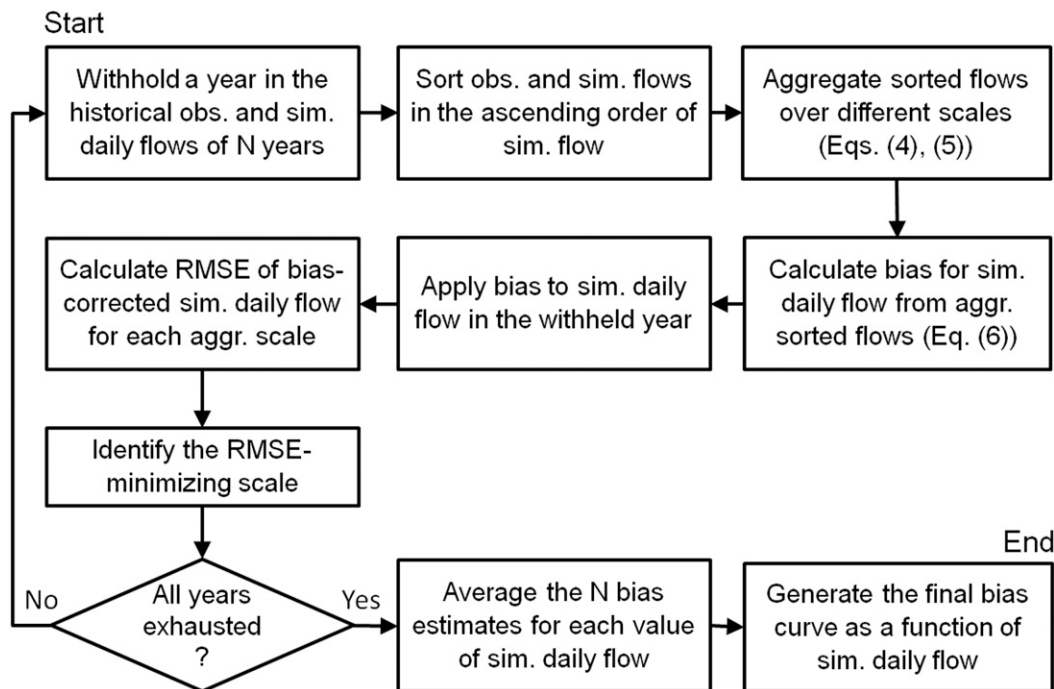 Start
Withhold a year in the
historical obs. and sim.
daily flows of N years
Sort obs. and sim. flows
in the ascending order of
sim. flow
Aggregate sorted flows
over different scales
(Eqs. (4), (5))
Calculate bias for sim.
daily flow from aggr.
sorted flows (Eq. (6))
Apply bias to sim. daily
flow in the withheld year
Calculate RMSE of bias-
corrected sim. daily flow
for each aggr. scale
Identify the RMSE-
minimizing scale
All years
exhausted
?
No
Yes
Average the N bias
estimates for each value
of sim. daily flow
End
Generate the final bias
curve as a function of
sim. daily flow